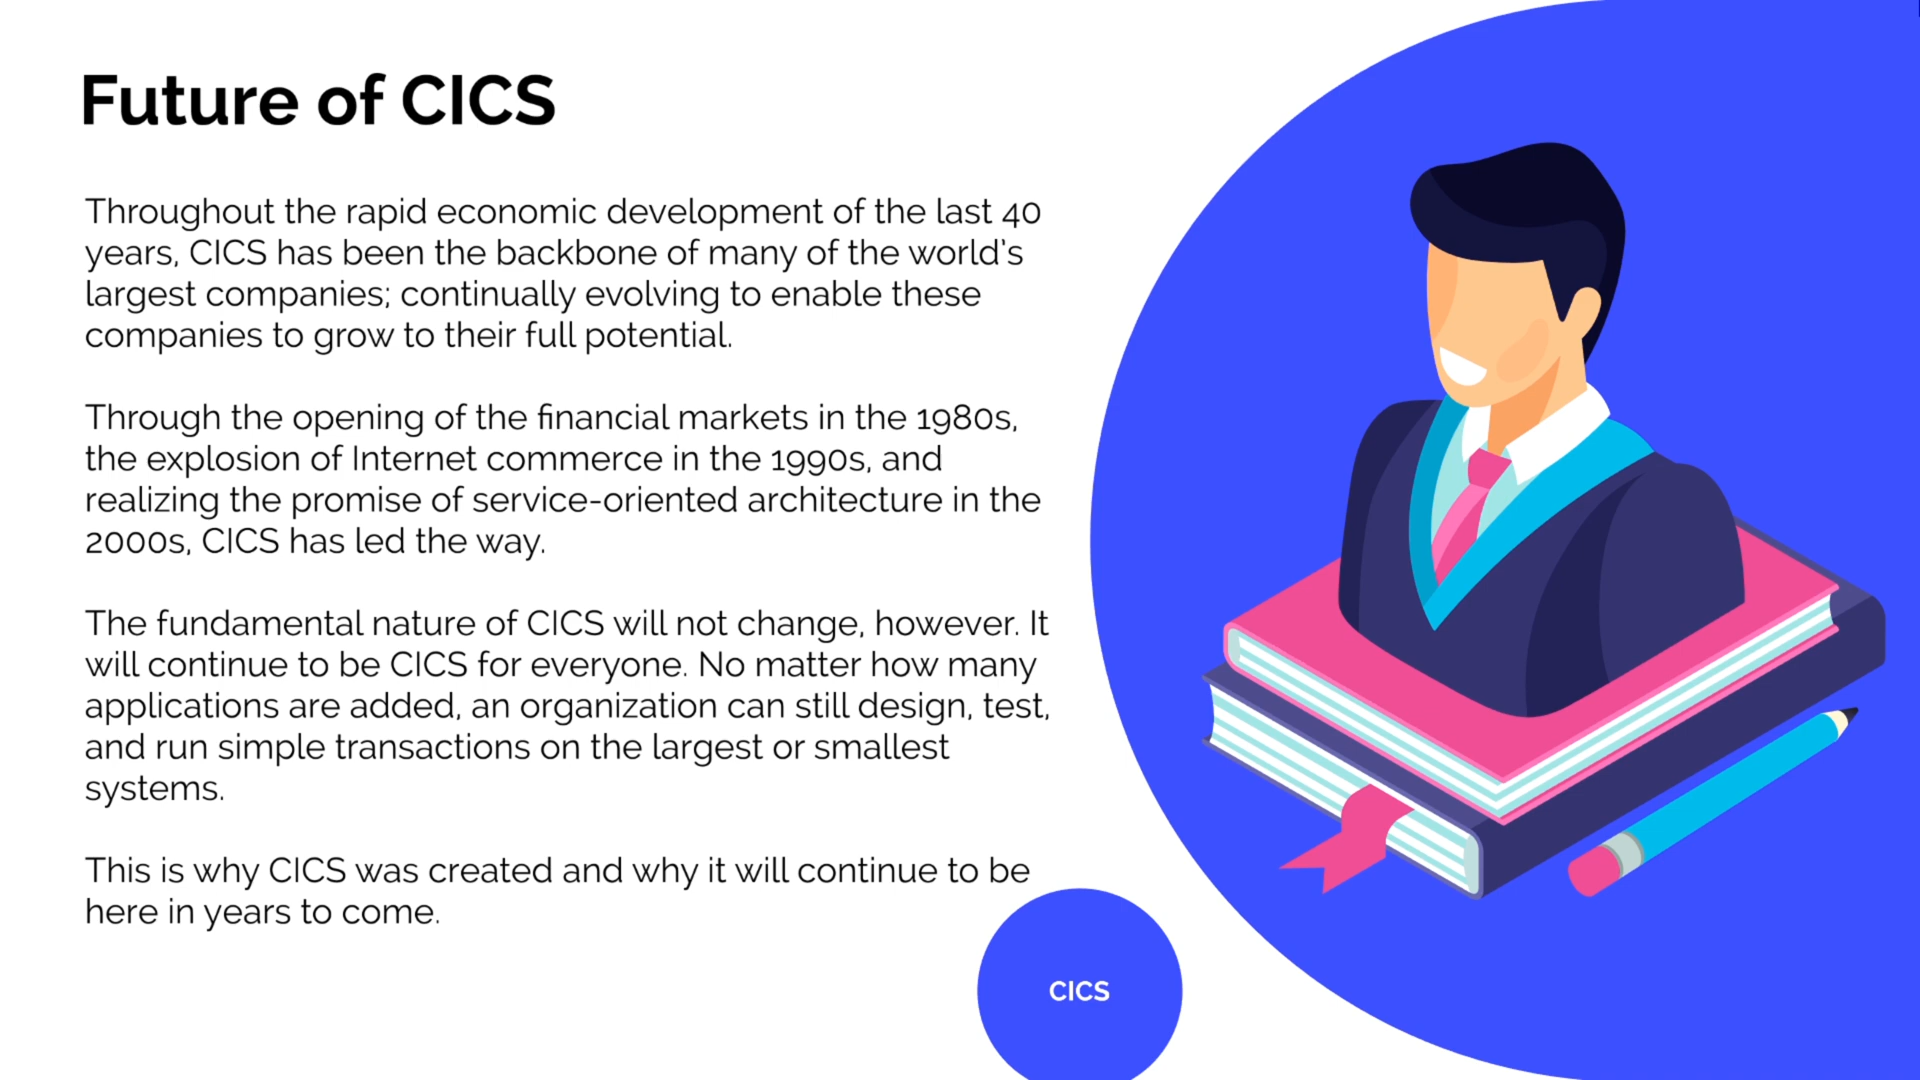 Future of CICS
Throughout the rapid economic development of the last 40
years, CICS has been the backbone of many of the world's
largest companies; continually evolving to enable these
companies to grow to their full potential.
Through the opening of the financial markets in the 1980s,
the explosion of Internet commerce in the 1990s, and
realizing the promise of service-oriented architecture in the
2000s, CICS has led the way.
The fundamental nature of CICS will not change, however. It
will continue to be CICS for everyone. No matter how many
applications are added, an organization can still design, test,
and run simple transactions on the largest or smallest
systems.
This is why CICS was created and why it will continue to be
here in years to come.
CICS